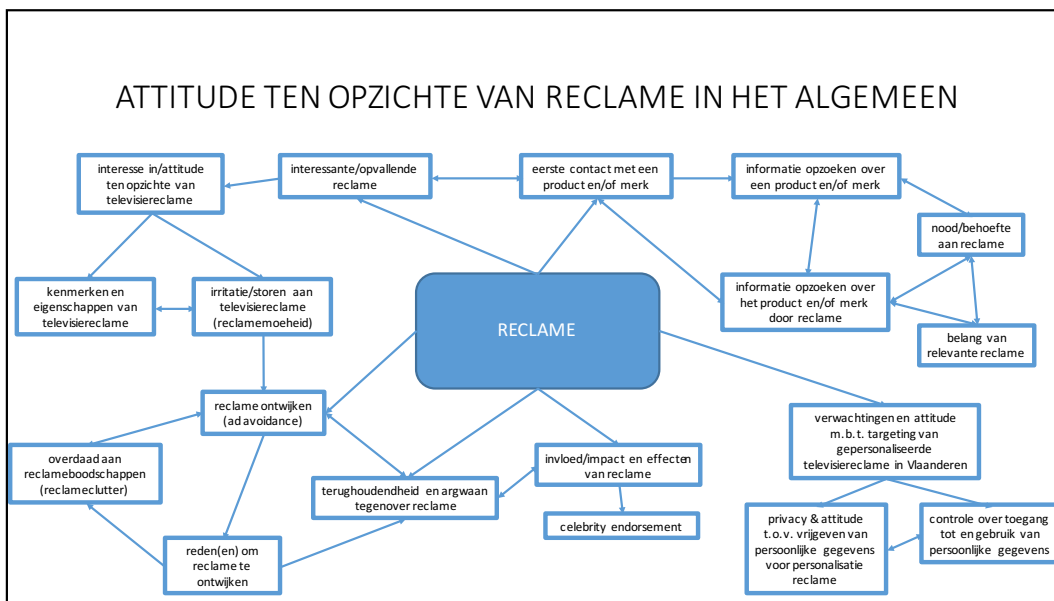 ATTITUDE TEN OPZICHTE VAN RECLAME IN HET ALGEMEEN
interesse in/attitude
ten opzichte van
televisiereclame
interessante/opvallende
reclame
eerste contact met een
product en/of merk
informatie opzoeken over
een product en/of merk
nood/behoefte
aan reclame
kenmerken en
eigenschappen van
televisiereclame
irritatie/storen aan
televisiereclame
(reclamemoeheid)
RECLAME
informatie opzoeken over
het product en/of merk
door reclame
belang van
relevante reclame
reclame ontwijken
(ad avoidance)
verwachtingen en attitude
m.b.t. targeting van
gepersonaliseerde
televisiereclame in Vlaanderen
overdaad aan
reclameboodschappen
(reclameclutter)
invloed/impact en effecten
van reclame
terughoudendheid en argwaan
tegenover reclame
celebrity endorsement
privacy & attitude
t.o.v. vrijgeven van
persoonlijke gegevens
voor personalisatie
reclame
controle over toegang
tot en gebruik van
persoonlijke gegevens
reden(en) om
reclame te
ontwijken